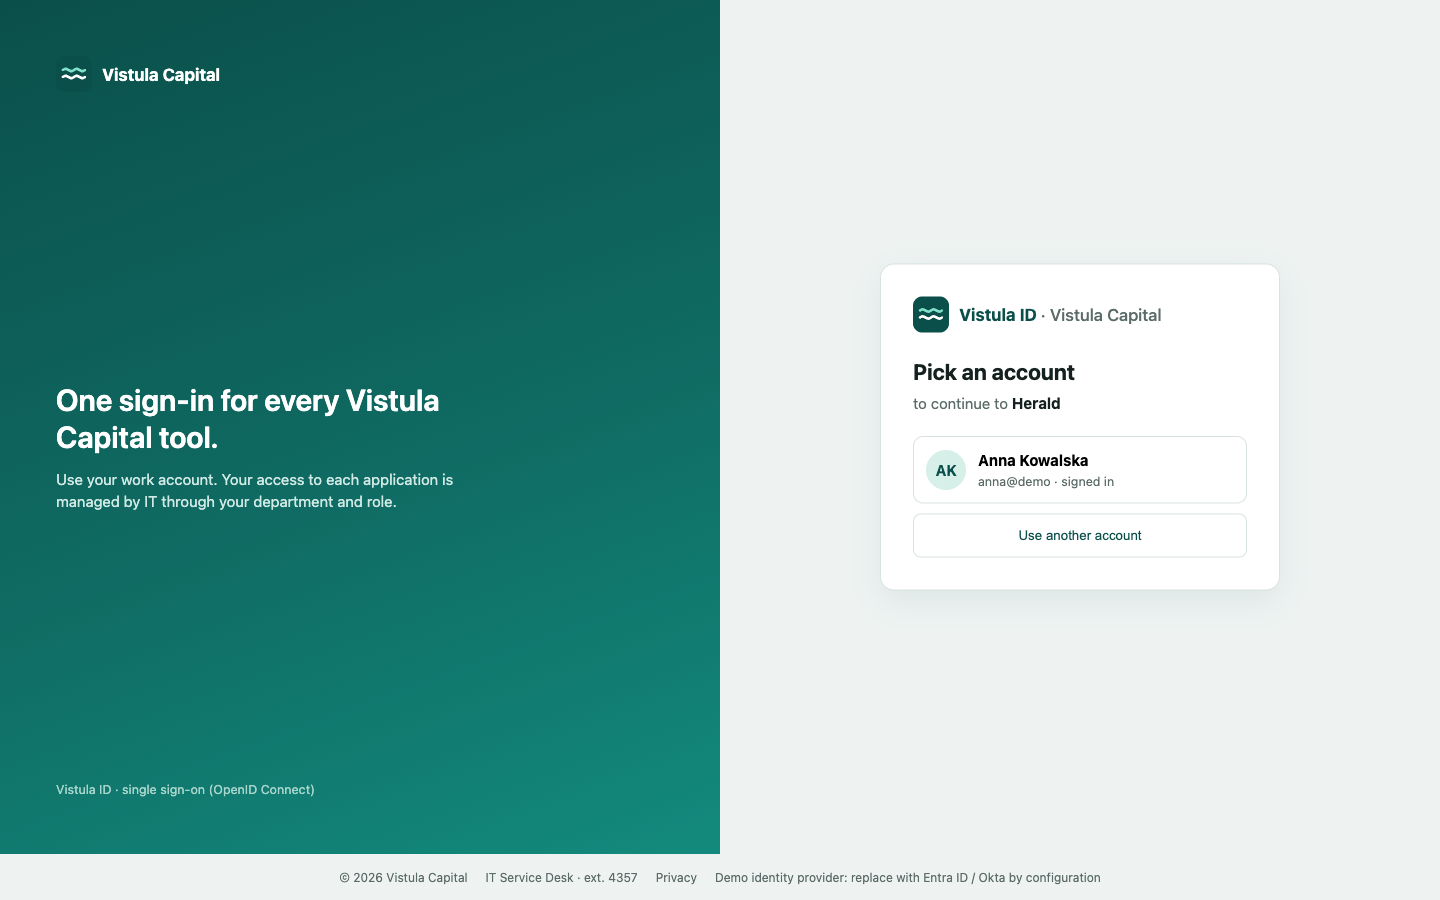 Vistula Capital
One sign-in for every Vistula
Capital tool.
Use your work account. Your access to each application is
managed by IT through your department and role.
Vistula ID · single sign-on (OpenID Connect)
Vistula ID · Vistula Capital
Pick an account
to continue to Herald
AK
Anna Kowalska
anna@demo · signed in
Use another account
© 2026 Vistula Capital
IT Service Desk · ext. 4357
Privacy
Demo identity provider: replace with Entra ID / Okta by configuration